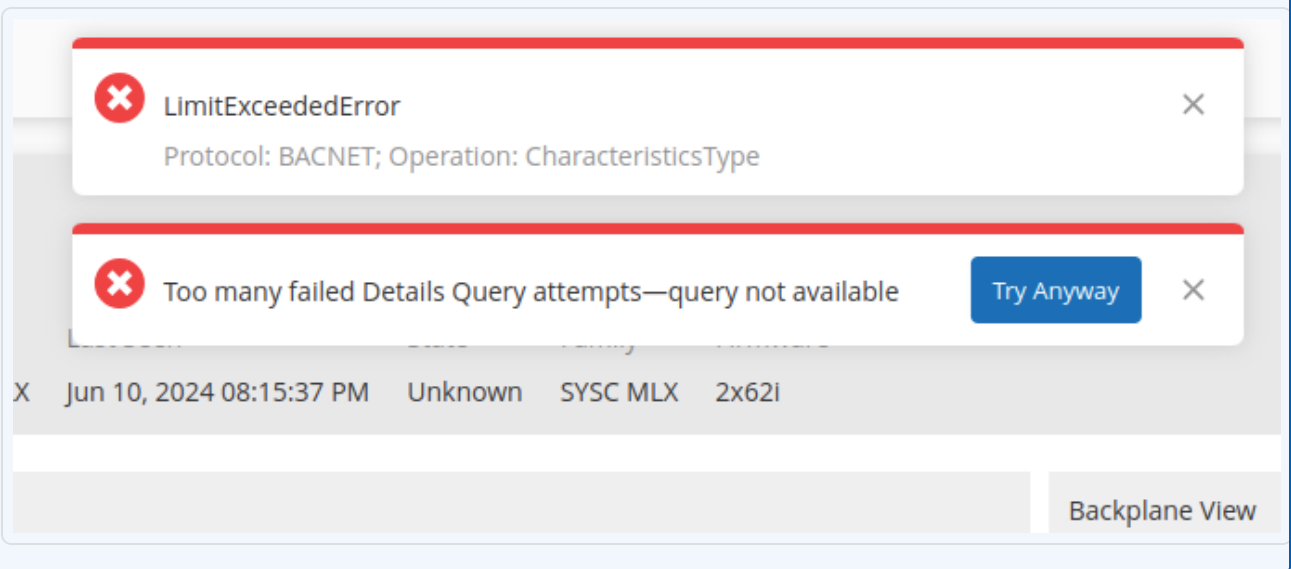 LimitExceededError
Protocol: BACNET; Operation: CharacteristicsType
Too many failed Details Query attempts—query not available
Try Anyway
X Jun 10, 2024 08:15:37 PM Unknown SYSC MLX 2x62i
Backplane View